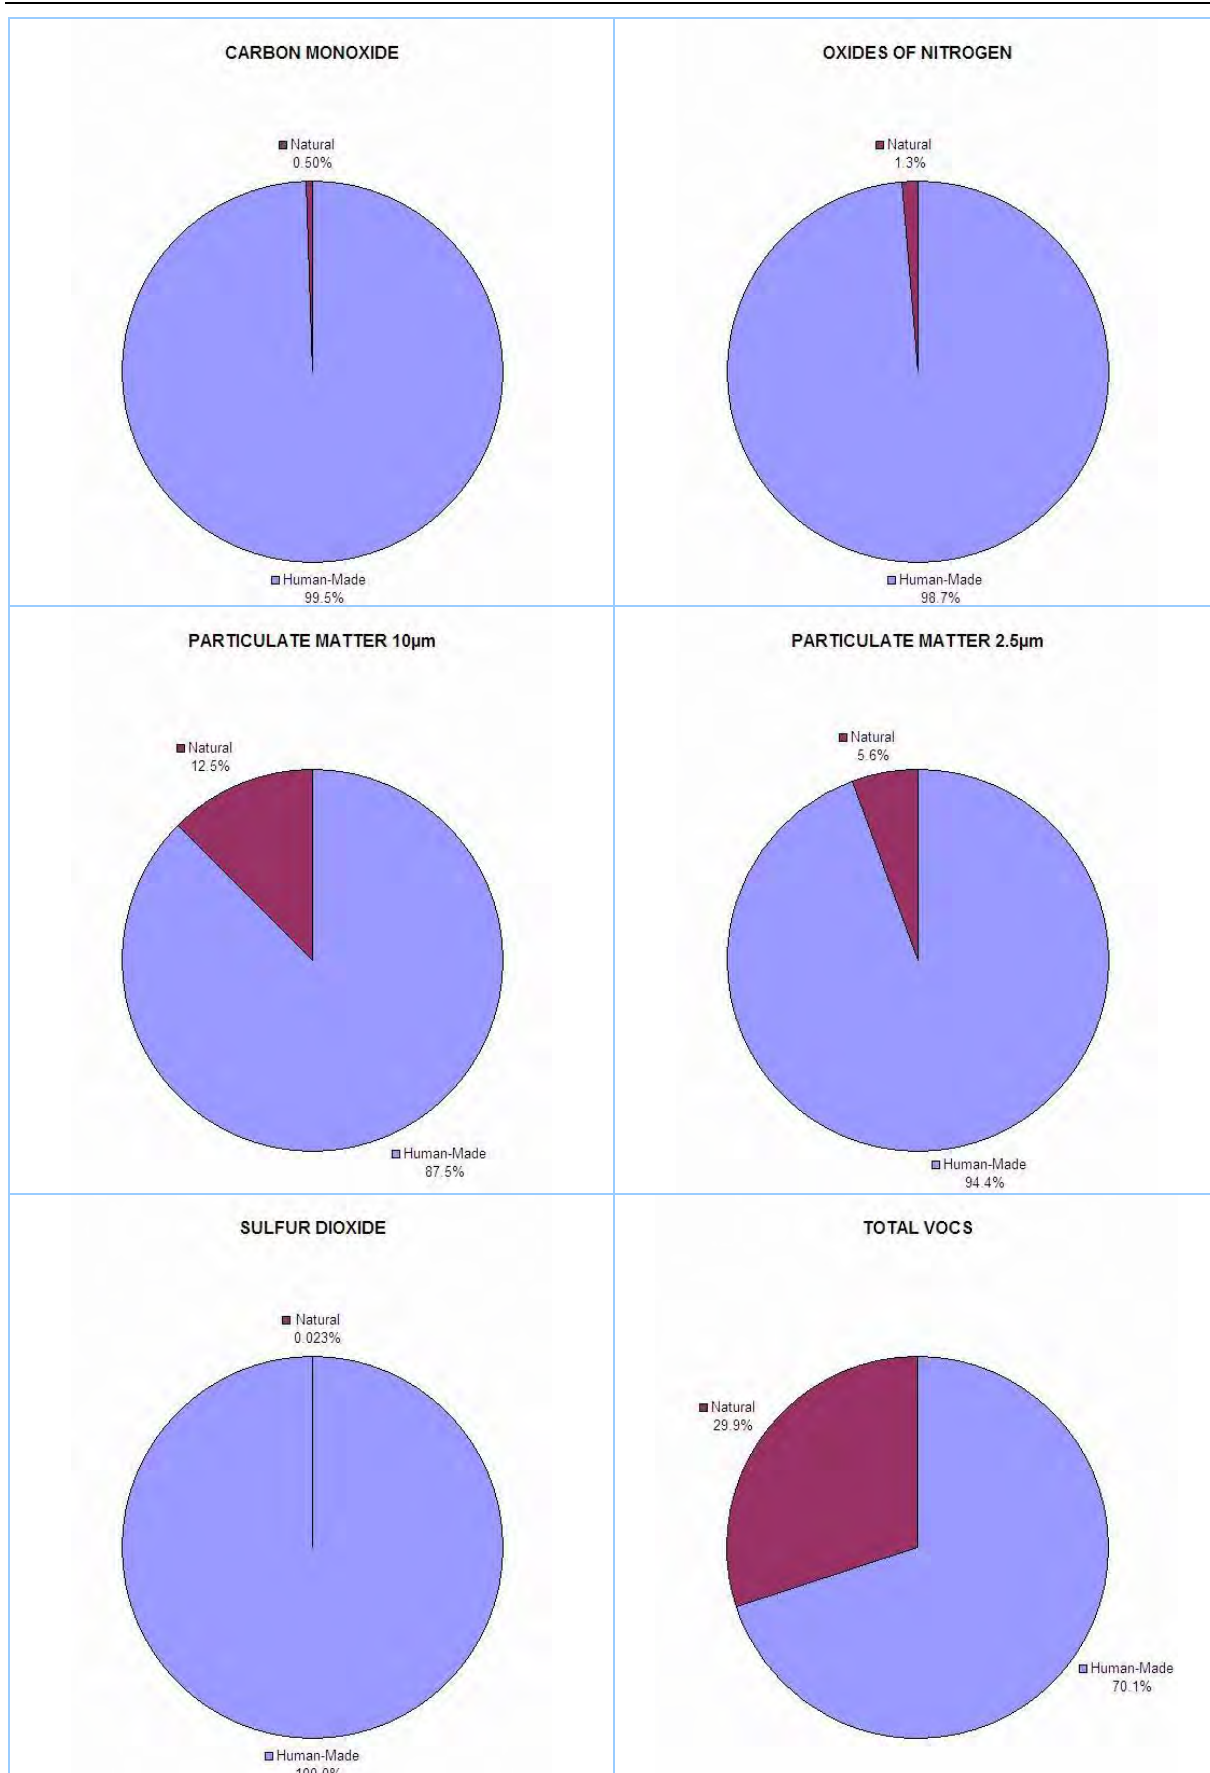 CARBON MONOXIDE
Natural
0.50%
Human-Made
99.5%
OXIDES OF NITROGEN
Natural
1.3%
Human-Made
98.7%
PARTICULATE MATTER 10µm
Natural
12.5%
Human-Made
87.5%
PARTICULATE MATTER 2.5µm
Natural
5.6%
Human-Made
94.4%
SULFUR DIOXIDE
Natural
0.023%
Human-Made
TOTAL VOCS
Natural
29.9%
Human-Made
70.1%